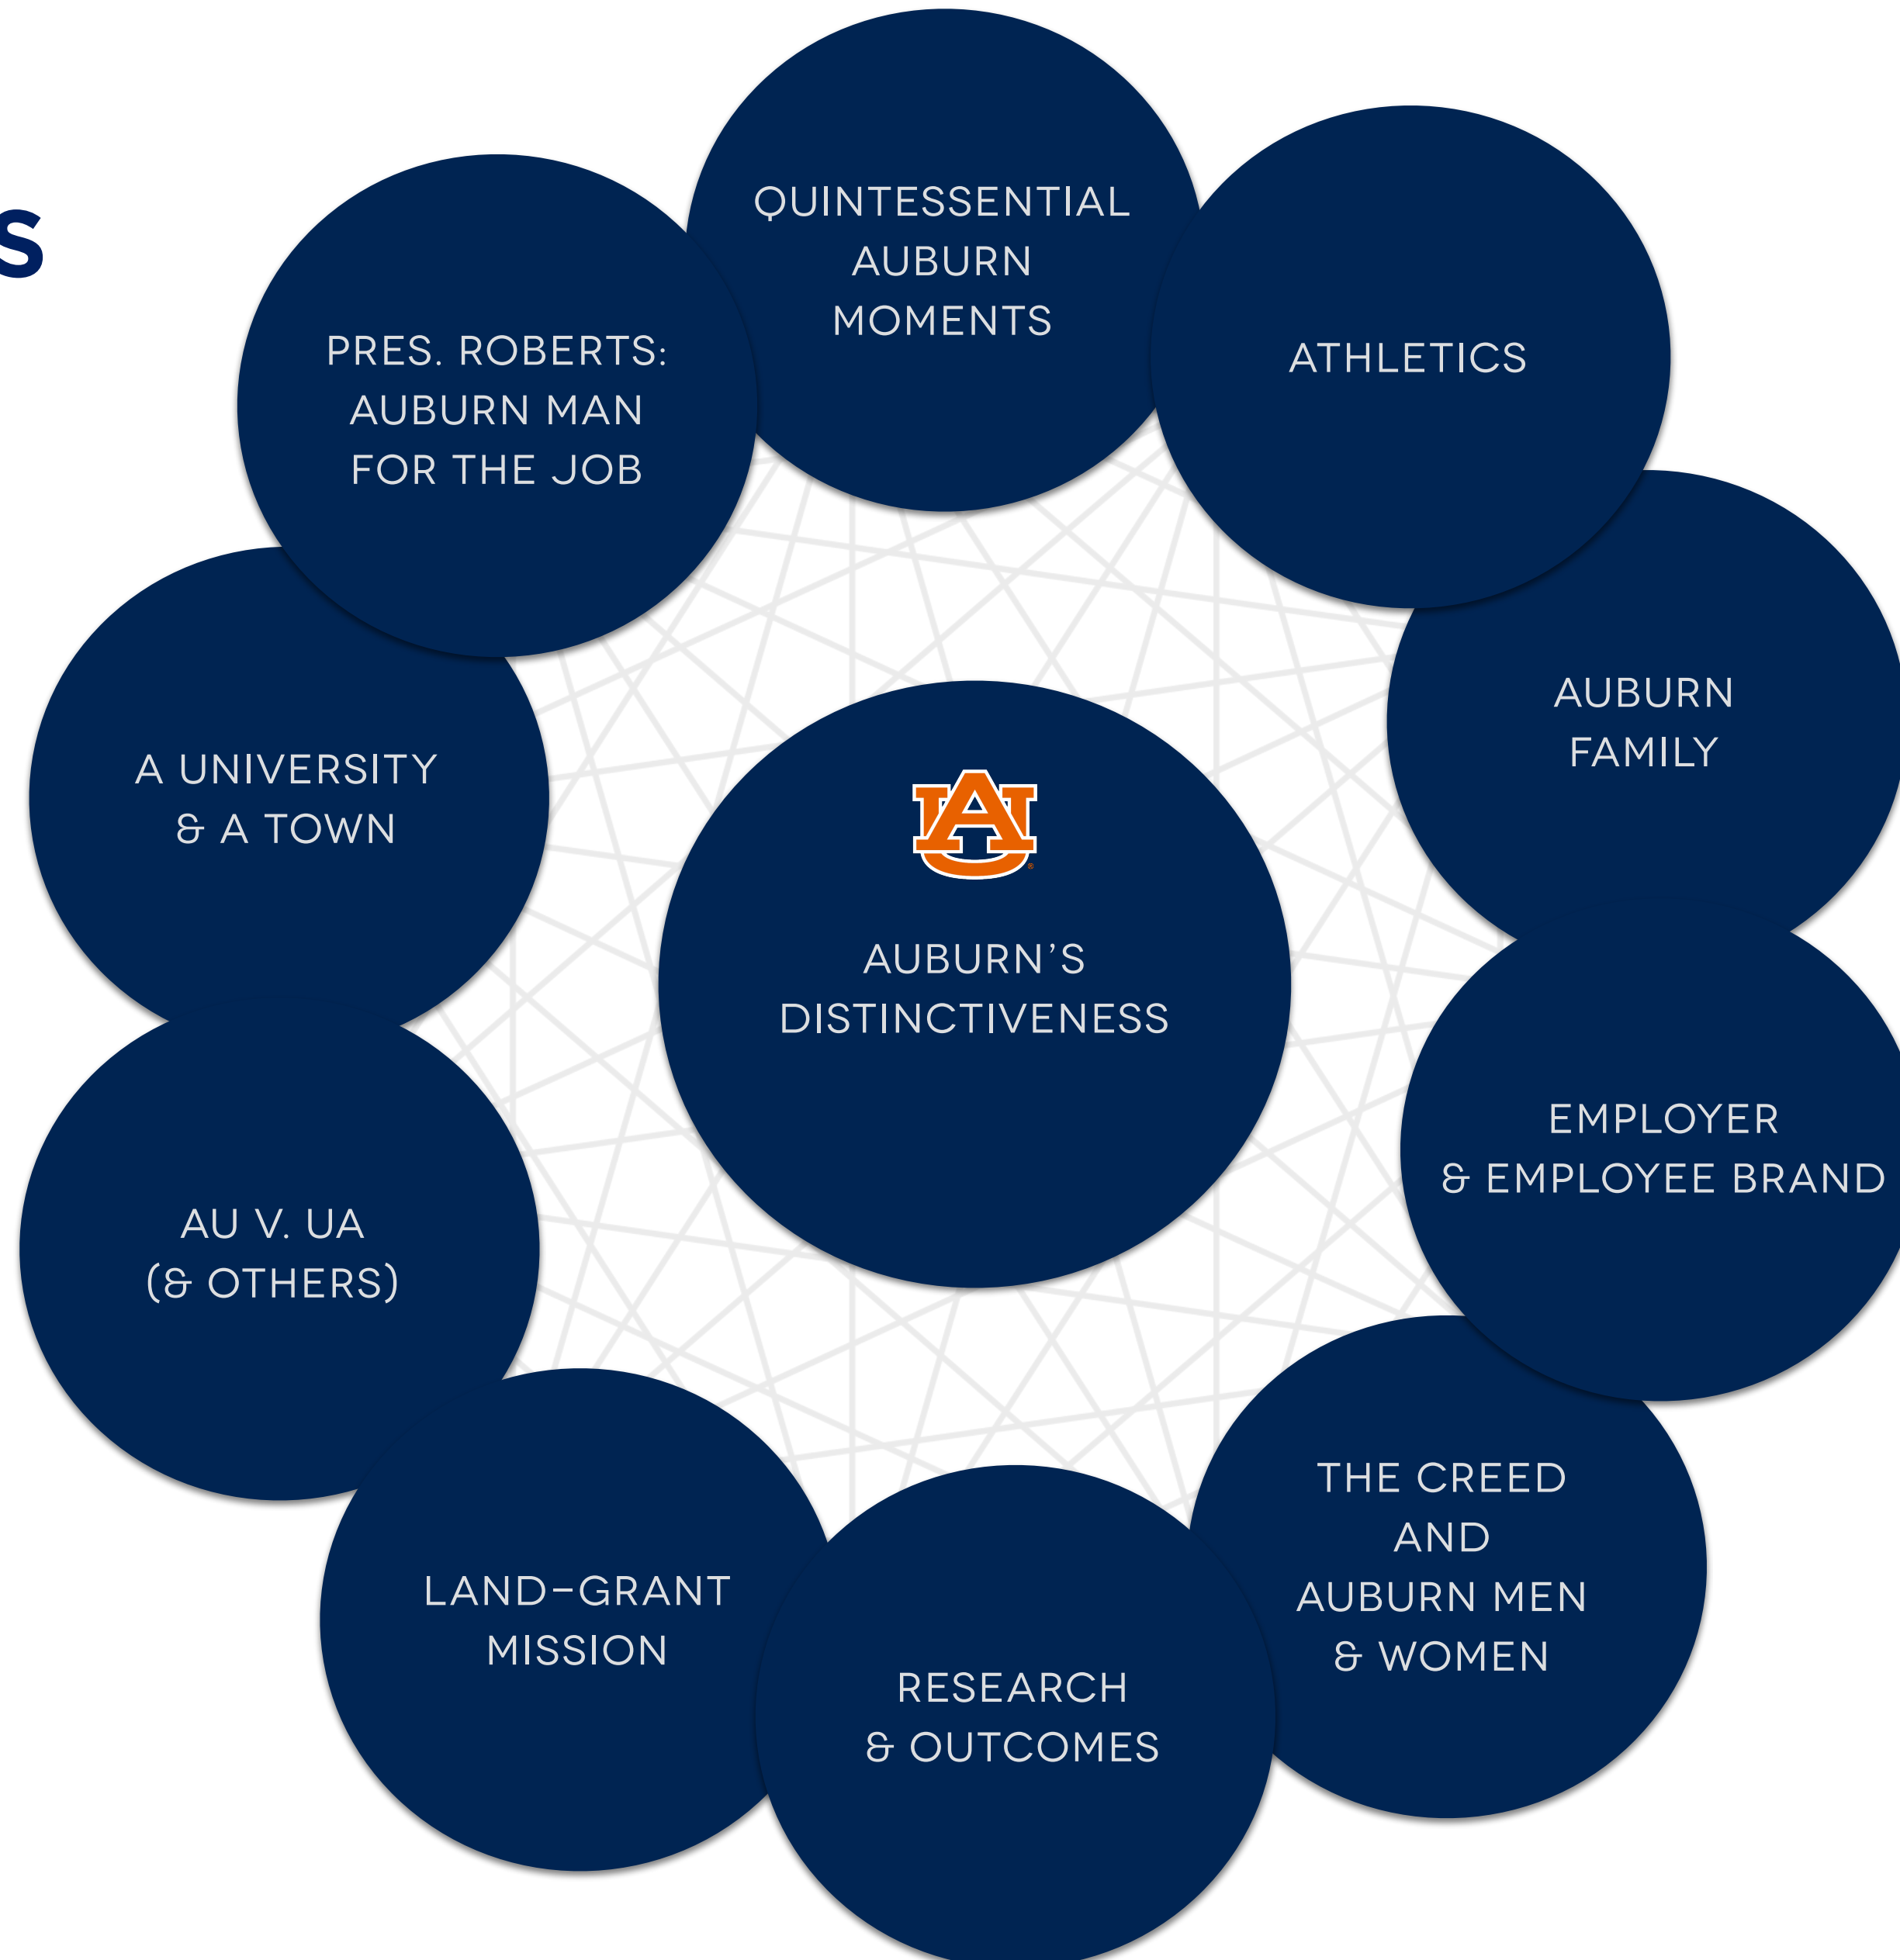 S
QUINTESSENTIAL
AUBURN
MOMENTS
ATHLETICS
PRES. ROBERTS:
AUBURN MAN
FOR THE JOB
AUBURN
FAMILY
A UNIVERSITY
& A TOWN
AU
AUBURN’S
DISTINCTIVENESS
EMPLOYER
& EMPLOYEE BRAND
AU V. UA
(& OTHERS)
THE CREED
AND
AUBURN MEN
& WOMEN
LAND-GRANT
MISSION
RESEARCH
& OUTCOMES